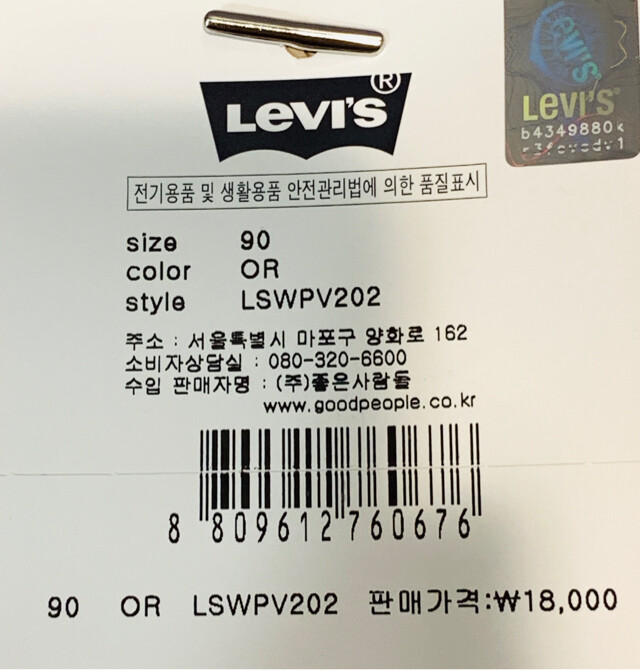 LEVI'S®
LEVI'S
LEVI'S
b4349880k
전기용품 및 생활용품 안전관리법에 의한 품질표시
size 90
color OR
style LSWPV202
주소 : 서울특별시 마포구 양화로 162
소비자상담실 : 080-320-6600
수입 판매자명 : (주)좋은사람들
www.goodpeople.co.kr
8 809612 760676
90 OR LSWPV202 판매가격:₩18,000